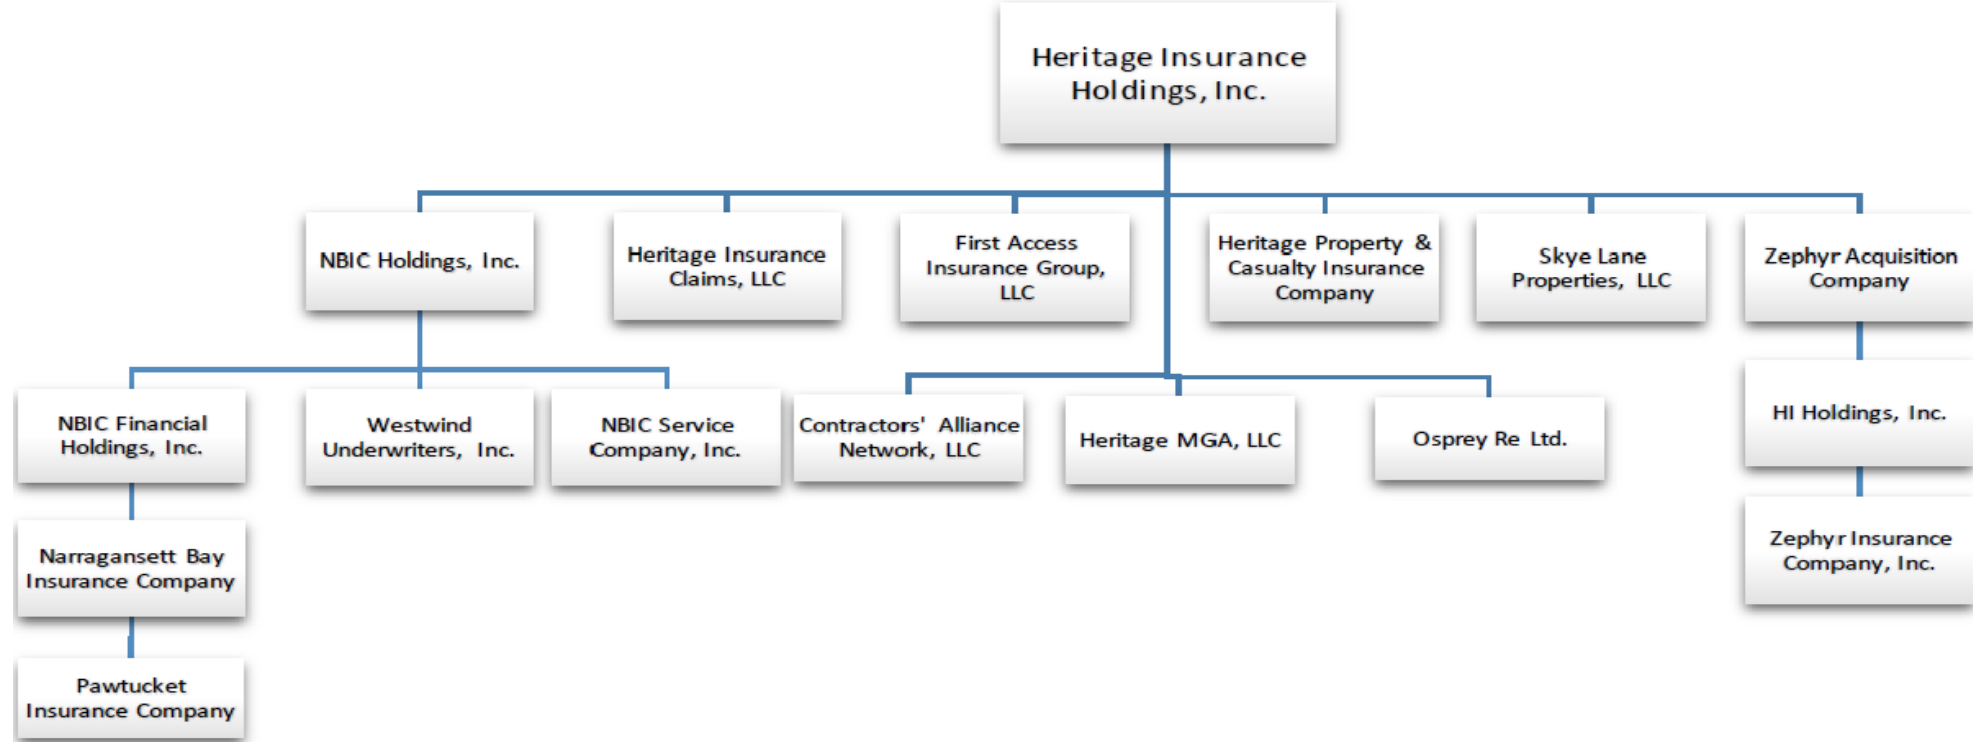 Heritage Insurance
Holdings, Inc.
NBIC Holdings, Inc.
Heritage Insurance
Claims, LLC
First Access
Insurance Group,
LLC
Heritage Property &
Casualty Insurance
Company
Skye Lane
Properties, LLC
Zephyr Acquisition
Company
NBIC Financial
Holdings, Inc.
Westwind
Underwriters, Inc.
NBIC Service
Company, Inc.
Contractors' Alliance
Network, LLC
Heritage MGA, LLC
Osprey Re Ltd.
HI Holdings, Inc.
Narragansett Bay
Insurance Company
Zephyr Insurance
Company, Inc.
Pawtucket
Insurance Company